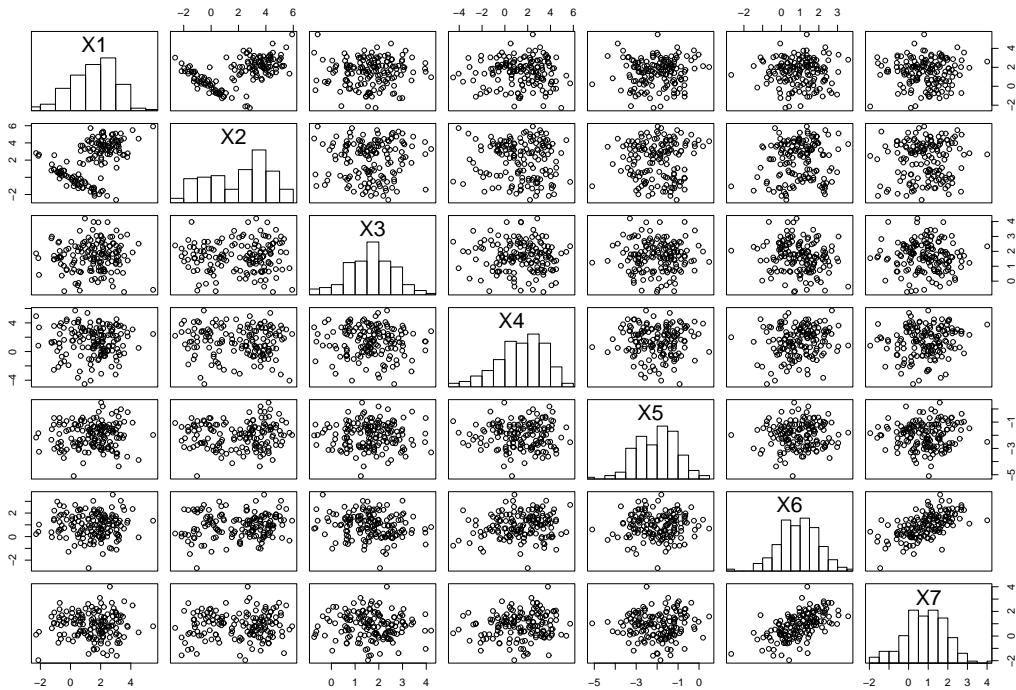 −2 0 2 4 6
−4 −2 0 2 4 6
−2 0 1 2 3
X1
−2 0 2 4
−2 2 4 6
X2
X3
0 1 2 3 4
−4 0 4
X4
X5
−5 −3 −1
−2 0 2
X6
X7
−2 0 2 4
−2 0 2 4
0 1 2 3 4
−5 −3 −1 0
−2 −1 0 1 2 3 4